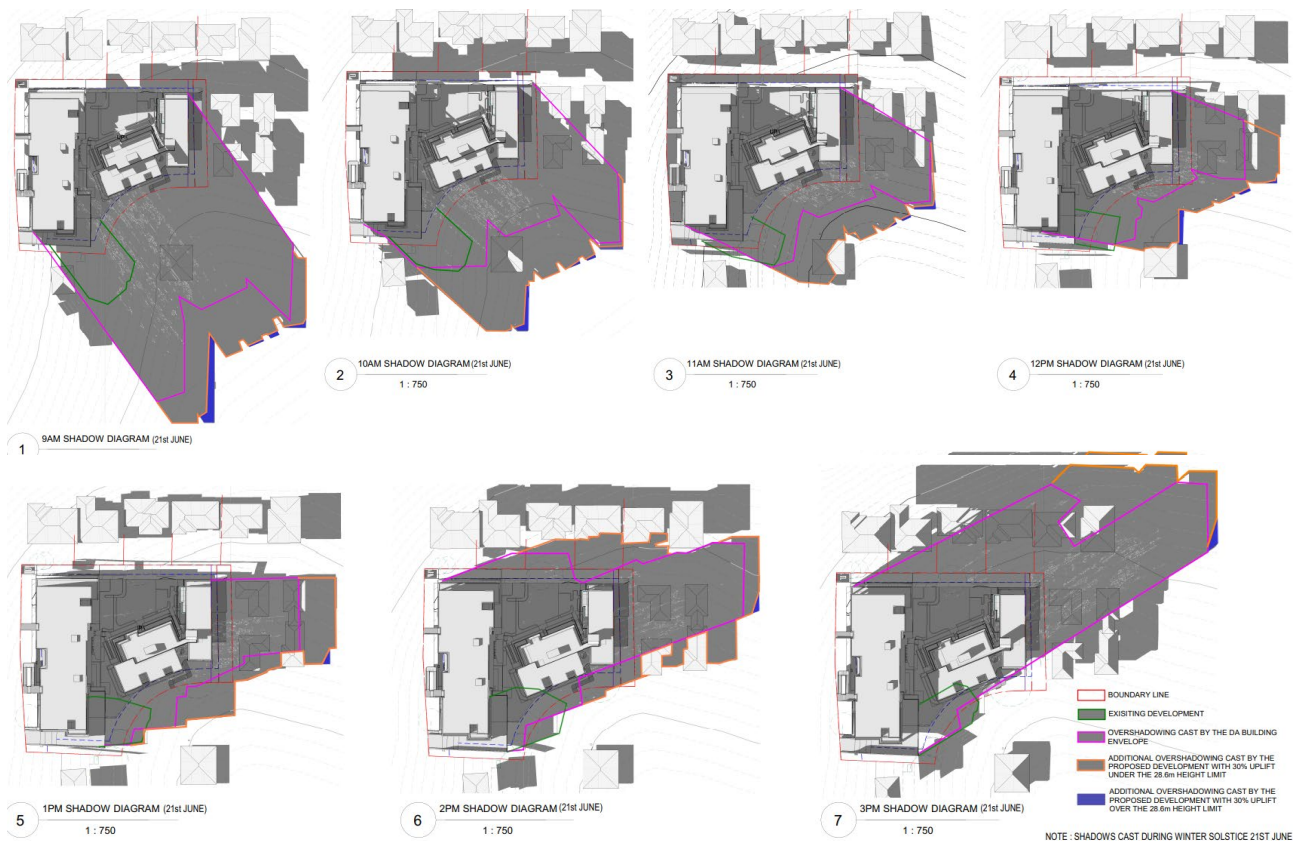 1
9AM SHADOW DIAGRAM (21st JUNE)
2
10AM SHADOW DIAGRAM (21st JUNE)
1 : 750
3
11AM SHADOW DIAGRAM (21st JUNE)
1 : 750
4
12PM SHADOW DIAGRAM (21st JUNE)
1 : 750
5
1PM SHADOW DIAGRAM (21st JUNE)
1 : 750
6
2PM SHADOW DIAGRAM (21st JUNE)
1 : 750
7
3PM SHADOW DIAGRAM (21st JUNE)
1 : 750
BOUNDARY LINE
EXISITING DEVELOPMENT
OVERSHADOWING CAST BY THE DA BUILDING
ENVELOPE
ADDITIONAL OVERSHADOWING CAST BY THE
PROPOSED DEVELOPMENT WITH 30% UPLIFT
UNDER THE 28.6m HEIGHT LIMIT
ADDITIONAL OVERSHADOWING CAST BY THE
PROPOSED DEVELOPMENT WITH 30% UPLIFT
OVER THE 28.6m HEIGHT LIMIT
NOTE : SHADOWS CAST DURING WINTER SOLSTICE 21ST JUNE